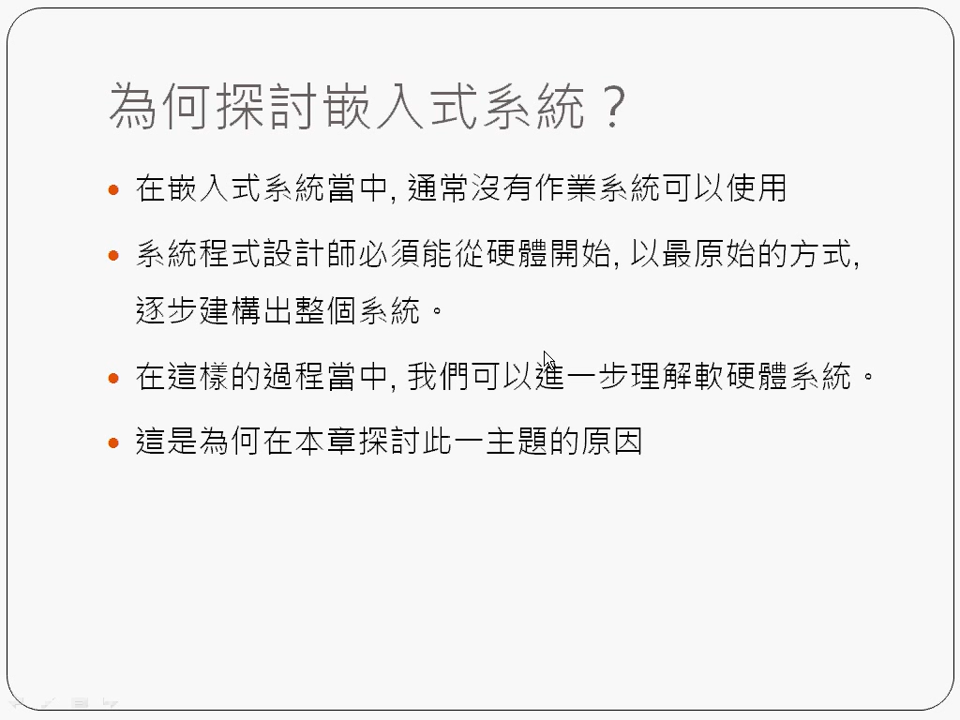 為何探討嵌入式系統？
在嵌入式系統當中, 通常沒有作業系統可以使用
系統程式設計師必須能從硬體開始, 以最原始的方式,
逐步建構出整個系統。
在這樣的過程當中, 我們可以進一步理解軟硬體系統。
這是為何在本章探討此一主題的原因